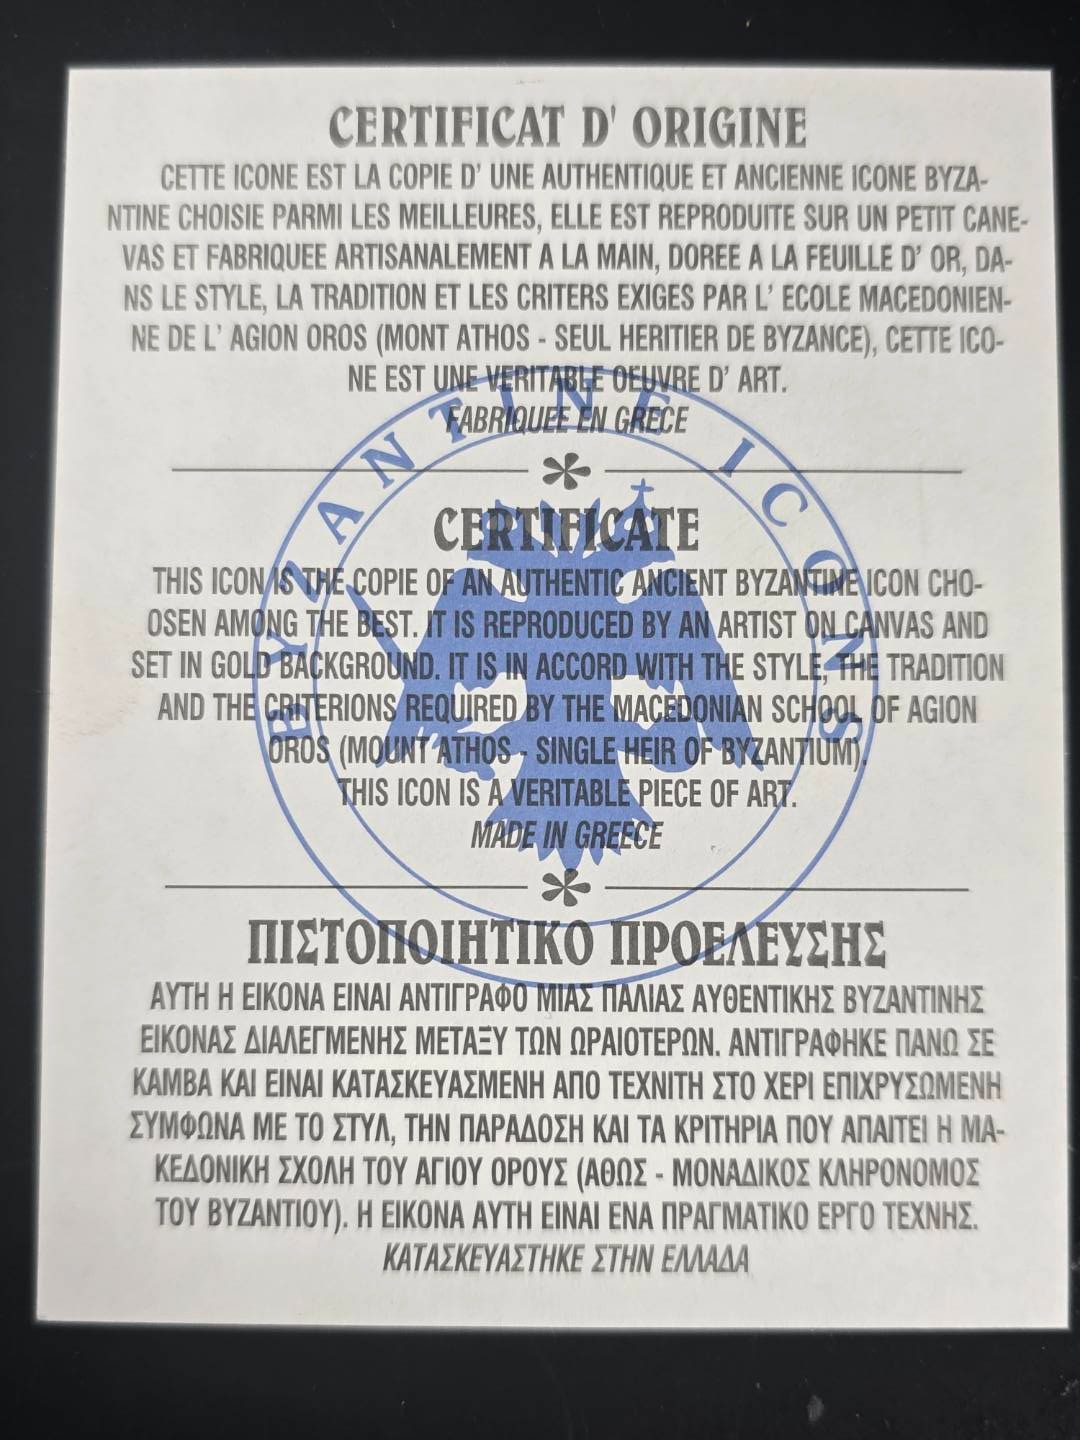 CERTIFICAT D' ORIGINE
CETTE ICONE EST LA COPIE D' UNE AUTHENTIQUE ET ANCIENNE ICONE BYZA-
NTINE CHOISIE PARMI LES MEILLEURES, ELLE EST REPRODUITE SUR UN PETIT CANE-
VAS ET FABRIQUEE ARTISANALEMENT A LA MAIN, DOREE A LA FEUILLE D' OR, DA-
NS LE STYLE, LA TRADITION ET LES CRITERS EXIGES PAR L' ECOLE MACEDONIEN-
NE DE L' AGION OROS (MONT ATHOS - SEUL HERITIER DE BYZANCE), CETTE ICO-
NE EST UNE VERITABLE OEUVRE D' ART.
FABRIQUEE EN GRECE
BYZANTINE ICONS
CERTIFICATE
THIS ICON IS THE COPIE OF AN AUTHENTIC ANCIENT BYZANTINE ICON CHO-
OSEN AMONG THE BEST. IT IS REPRODUCED BY AN ARTIST ON CANVAS AND
SET IN GOLD BACKGROUND. IT IS IN ACCORD WITH THE STYLE, THE TRADITION
AND THE CRITERIONS REQUIRED BY THE MACEDONIAN SCHOOL OF AGION
OROS (MOUNT ATHOS - SINGLE HEIR OF BYZANTIUM).
THIS ICON IS A VERITABLE PIECE OF ART.
MADE IN GREECE
ΠΙΣΤΟΠΟΙΗΤΙΚΟ ΠΡΟΕΛΕΥΣΗΣ
ΑΥΤΗ Η ΕΙΚΟΝΑ ΕΙΝΑΙ ΑΝΤΙΓΡΑΦΟ ΜΙΑΣ ΠΑΛΙΑΣ ΑΥΘΕΝΤΙΚΗΣ ΒΥΖΑΝΤΙΝΗΣ
ΕΙΚΟΝΑΣ ΔΙΑΛΕΓΜΕΝΗΣ ΜΕΤΑΞΥ ΤΩΝ ΩΡΑΙΟΤΕΡΩΝ. ΑΝΤΙΓΡΑΦΗΚΕ ΠΑΝΩ ΣΕ
ΚΑΜΒΑ ΚΑΙ ΕΙΝΑΙ ΚΑΤΑΣΚΕΥΑΣΜΕΝΗ ΑΠΟ ΤΕΧΝΙΤΗ ΣΤΟ ΧΕΡΙ ΕΠΙΧΡΥΣΩΜΕΝΗ
ΣΥΜΦΩΝΑ ΜΕ ΤΟ ΣΤΥΛ, ΤΗΝ ΠΑΡΑΔΟΣΗ ΚΑΙ ΤΑ ΚΡΙΤΗΡΙΑ ΠΟΥ ΑΠΑΙΤΕΙ Η ΜΑ-
ΚΕΔΟΝΙΚΗ ΣΧΟΛΗ ΤΟΥ ΑΓΙΟΥ ΟΡΟΥΣ (ΑΘΩΣ - ΜΟΝΑΔΙΚΟΣ ΚΛΗΡΟΝΟΜΟΣ
ΤΟΥ ΒΥΖΑΝΤΙΟΥ). Η ΕΙΚΟΝΑ ΑΥΤΗ ΕΙΝΑΙ ΕΝΑ ΠΡΑΓΜΑΤΙΚΟ ΕΡΓΟ ΤΕΧΝΗΣ.
ΚΑΤΑΣΚΕΥΑΣΤΗΚΕ ΣΤΗΝ ΕΛΛΑΔΑ